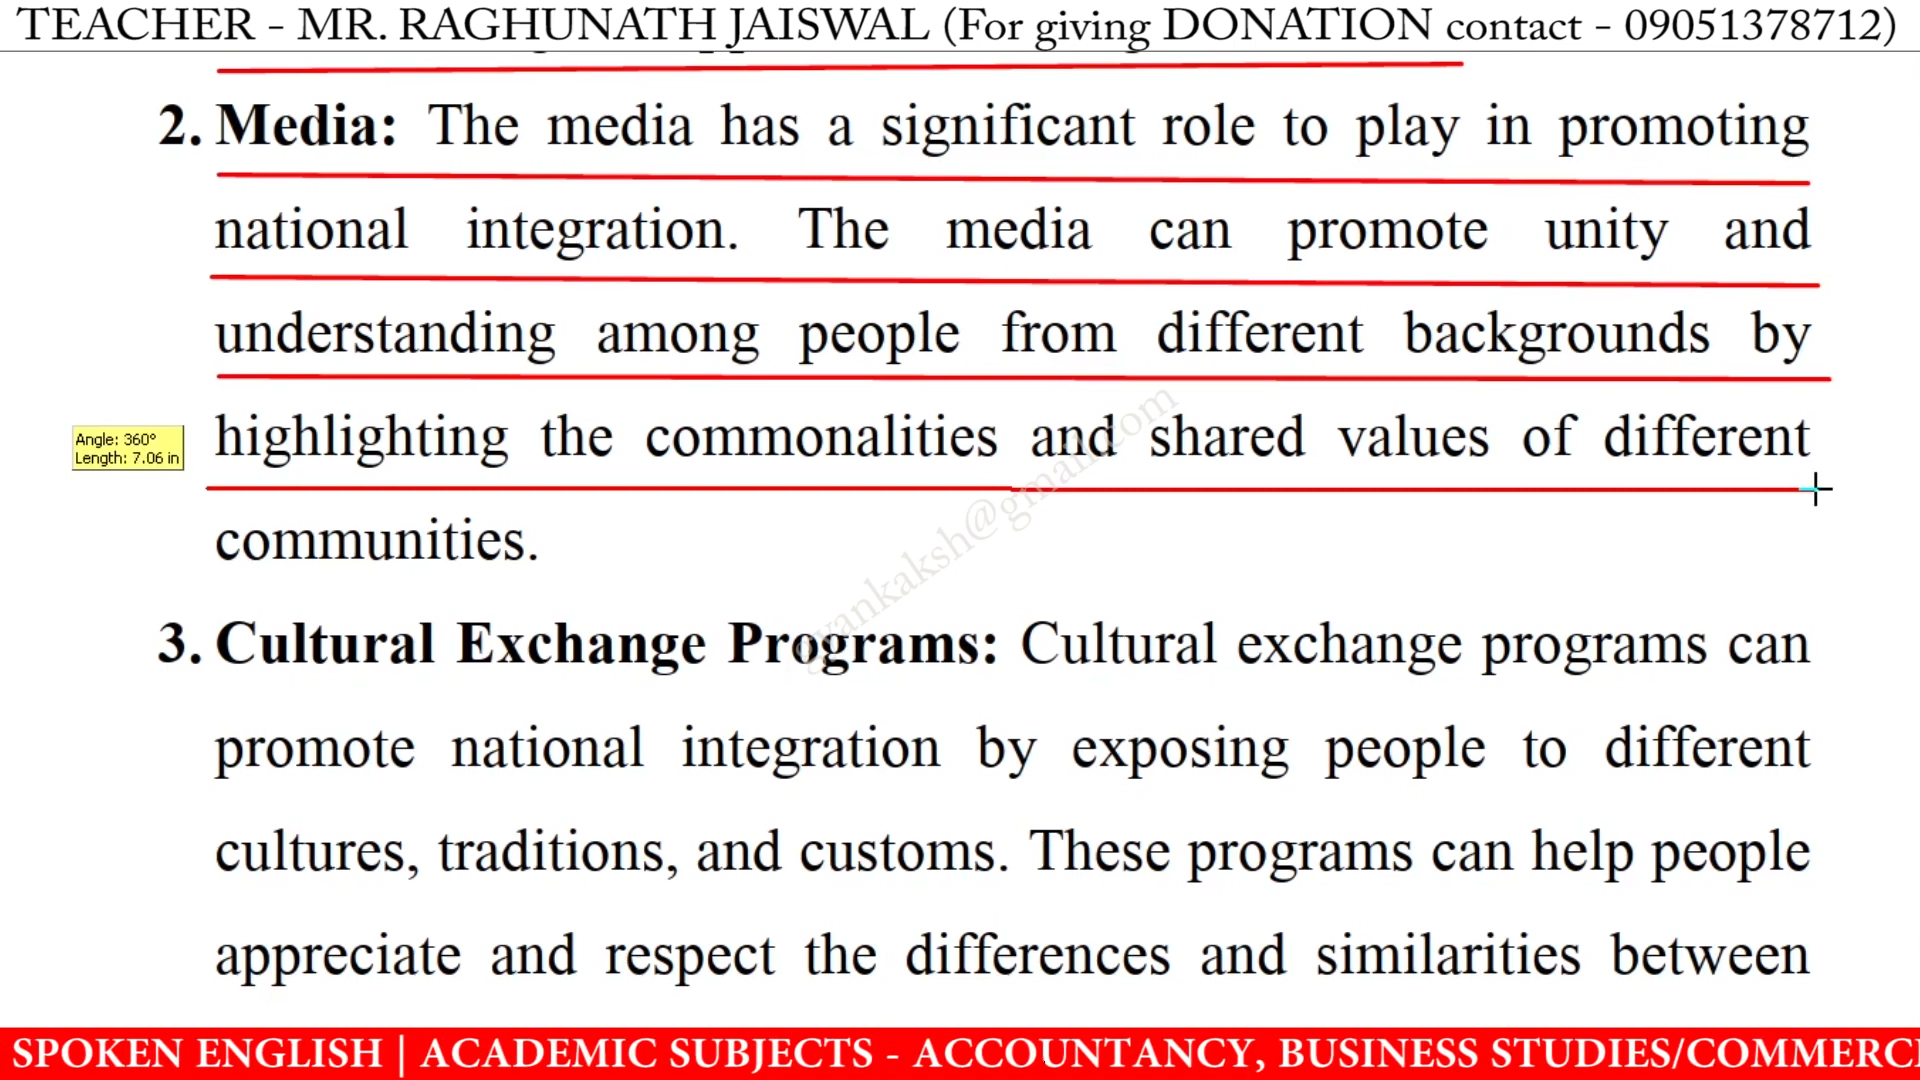 TEACHER - MR. RAGHUNATH JAISWAL (For giving DONATION contact - 09051378712)
2. Media: The media has a significant role to play in promoting
national integration. The media can promote unity and
understanding among people from different backgrounds by
Angle: 360°
Length: 7.06 in
highlighting the commonalities and shared values of different
communities.
gyankaksh@gmail.com
3. Cultural Exchange Programs: Cultural exchange programs can
promote national integration by exposing people to different
cultures, traditions, and customs. These programs can help people
appreciate and respect the differences and similarities between
SPOKEN ENGLISH | ACADEMIC SUBJECTS - ACCOUNTANCY, BUSINESS STUDIES/COMMERC